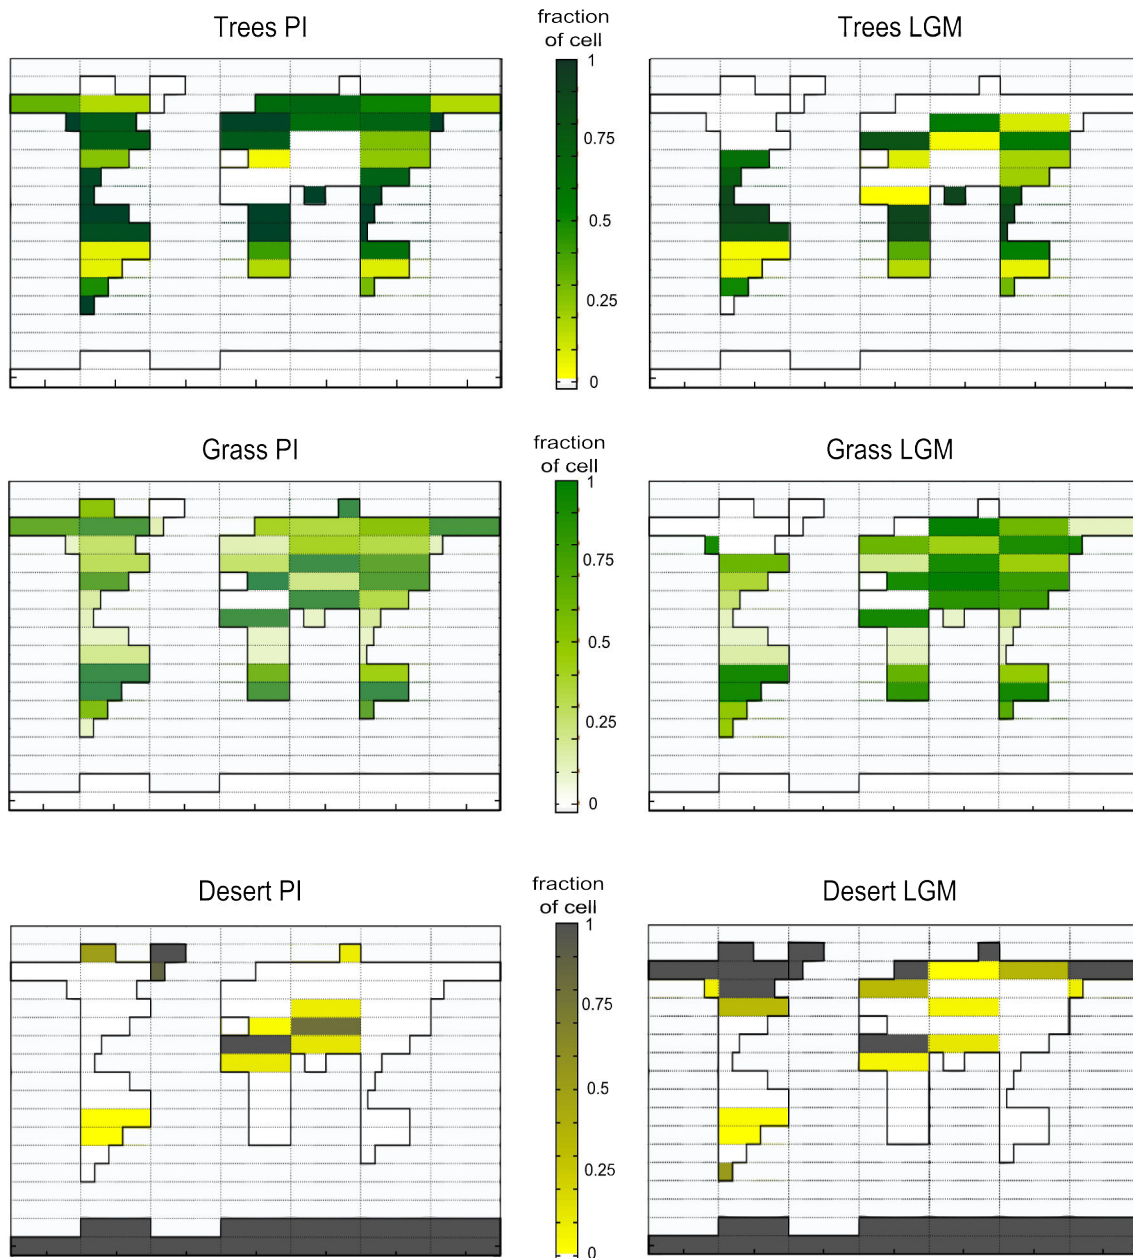 Trees PI
fraction
of cell
Trees LGM
1
0.75
0.5
0.25
0
Grass PI
fraction
of cell
Grass LGM
1
0.75
0.5
0.25
0
Desert PI
fraction
of cell
Desert LGM
1
0.75
0.5
0.25
0